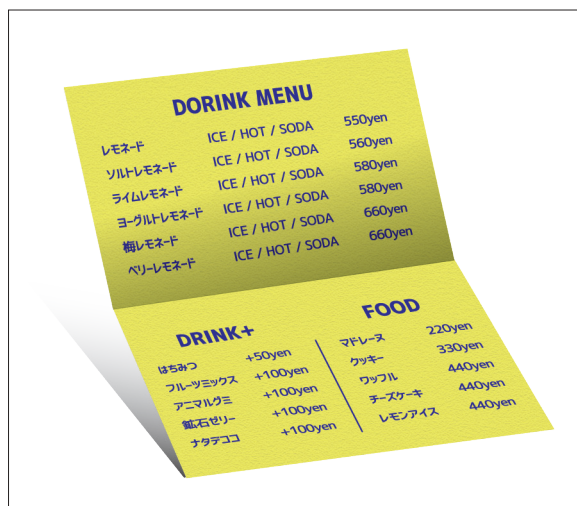 DORINK MENU
レモネード ICE / HOT / SODA 550yen
ソルトレモネード ICE / HOT / SODA 560yen
ライムレモネード ICE / HOT / SODA 580yen
ヨーグルトレモネード ICE / HOT / SODA 580yen
梅レモネード ICE / HOT / SODA 660yen
ベリーレモネード ICE / HOT / SODA 660yen
DRINK+
はちみつ +50yen
フルーツミックス +100yen
アニマルグミ +100yen
鉱石ゼリー +100yen
ナタデココ +100yen
FOOD
マドレーヌ 220yen
クッキー 330yen
ワッフル 440yen
チーズケーキ 440yen
レモンアイス 440yen